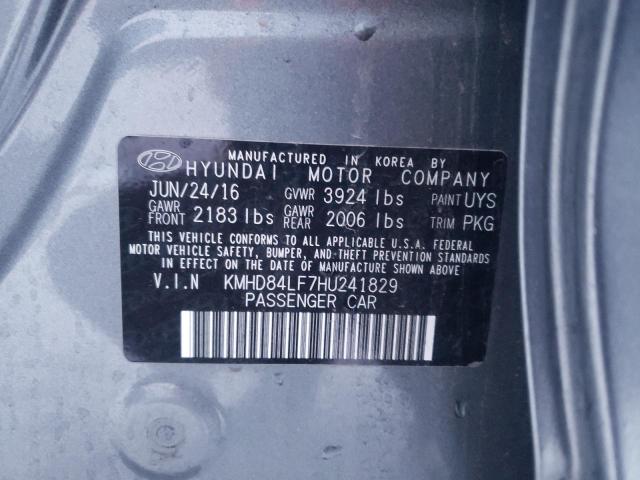 MANUFACTURED IN KOREA BY
HYUNDAI MOTOR COMPANY
JUN/24/16 GVWR 3924 lbs PAINT UYS
GAWR FRONT 2183 lbs GAWR REAR 2006 lbs TRIM PKG
THIS VEHICLE CONFORMS TO ALL APPLICABLE U.S.A. FEDERAL
MOTOR VEHICLE SAFETY, BUMPER, AND THEFT PREVENTION STANDARDS
IN EFFECT ON THE DATE OF MANUFACTURE SHOWN ABOVE.
V.I.N KMHD84LF7HU241829
PASSENGER CAR